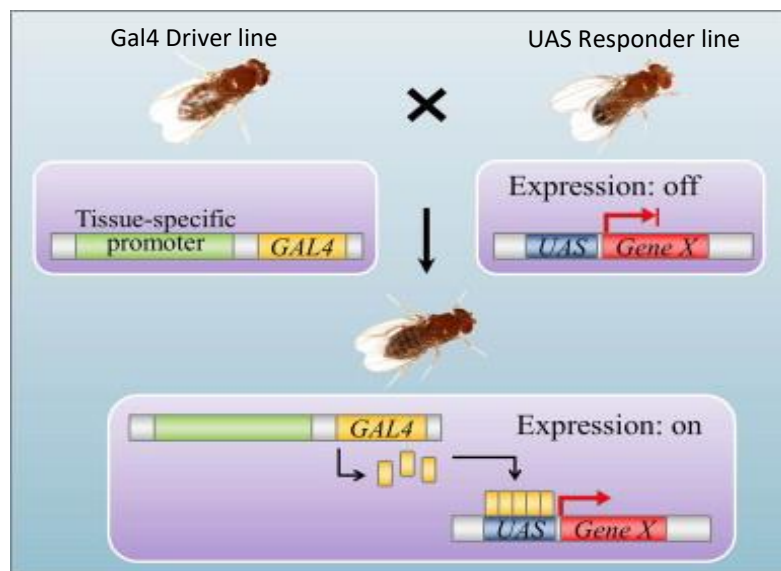 Gal4 Driver line
UAS Responder line
Tissue-specific
promoter
GAL4
Expression: off
UAS
Gene X
GAL4
Expression: on
UAS
Gene X